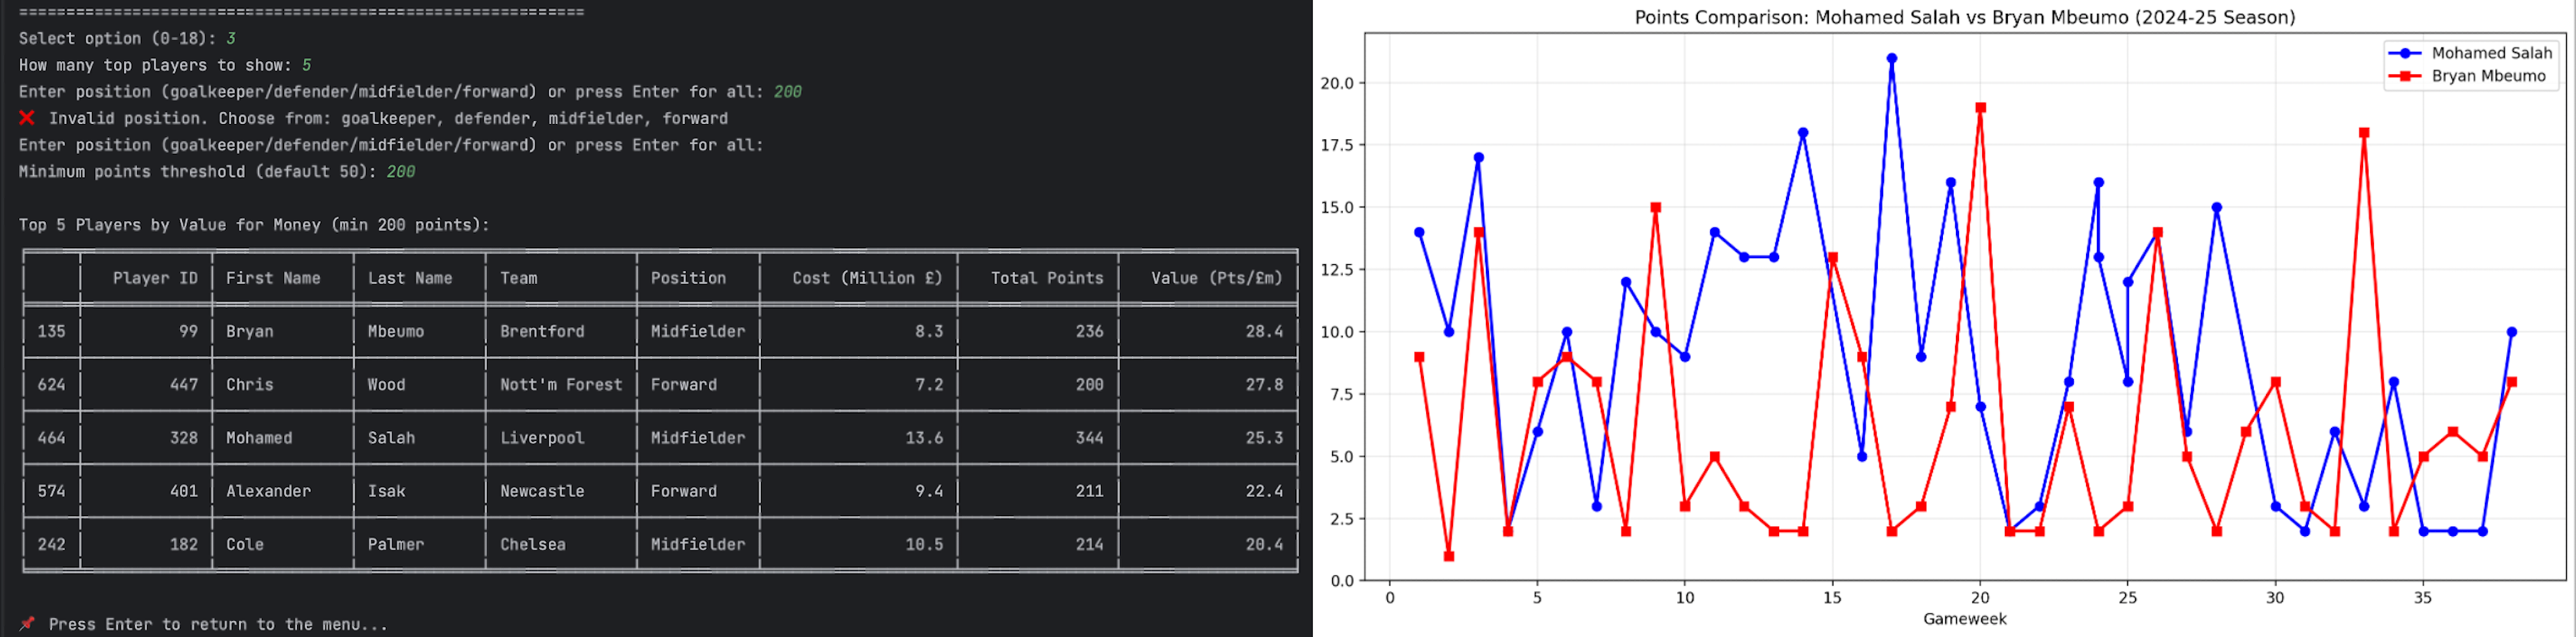 ============================================================
Select option (0-18): 3
How many top players to show: 5
Enter position (goalkeeper/defender/midfielder/forward) or press Enter for all: 200
❌ Invalid position. Choose from: goalkeeper, defender, midfielder, forward
Enter position (goalkeeper/defender/midfielder/forward) or press Enter for all:
Minimum points threshold (default 50): 200
Top 5 Players by Value for Money (min 200 points):
Player ID First Name Last Name Team Position Cost (Million £) Total Points Value (Pts/£m)
135 99 Bryan Mbeumo Brentford Midfielder 8.3 236 28.4
624 447 Chris Wood Nott'm Forest Forward 7.2 200 27.8
464 328 Mohamed Salah Liverpool Midfielder 13.6 344 25.3
574 401 Alexander Isak Newcastle Forward 9.4 211 22.4
242 182 Cole Palmer Chelsea Midfielder 10.5 214 20.4
📌 Press Enter to return to the menu...
Points Comparison: Mohamed Salah vs Bryan Mbeumo (2024-25 Season)
Mohamed Salah
Bryan Mbeumo
20.0
17.5
15.0
12.5
10.0
7.5
5.0
2.5
0.0
0 5 10 15 20 25 30 35
Gameweek